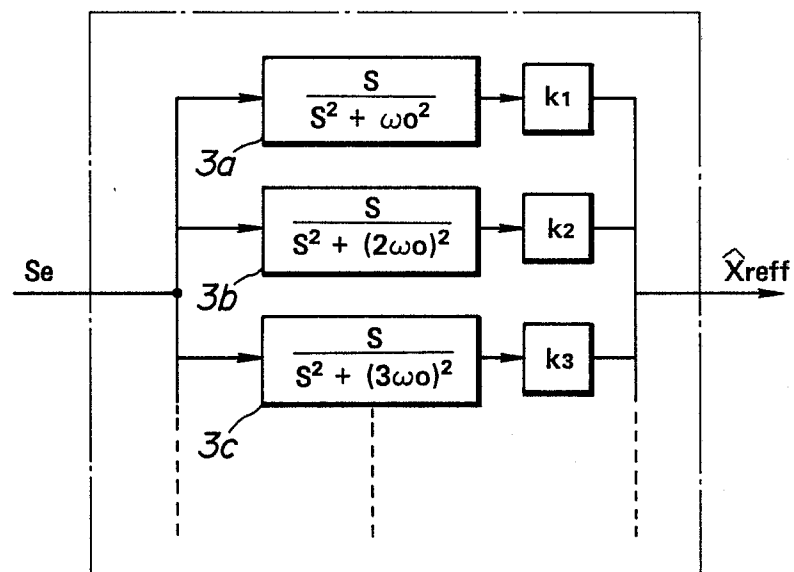 S
S² + ωo²
k1
3a
S
S² + (2ωo)²
k2
Se
X̂reff
3b
S
S² + (3ωo)²
k3
3c